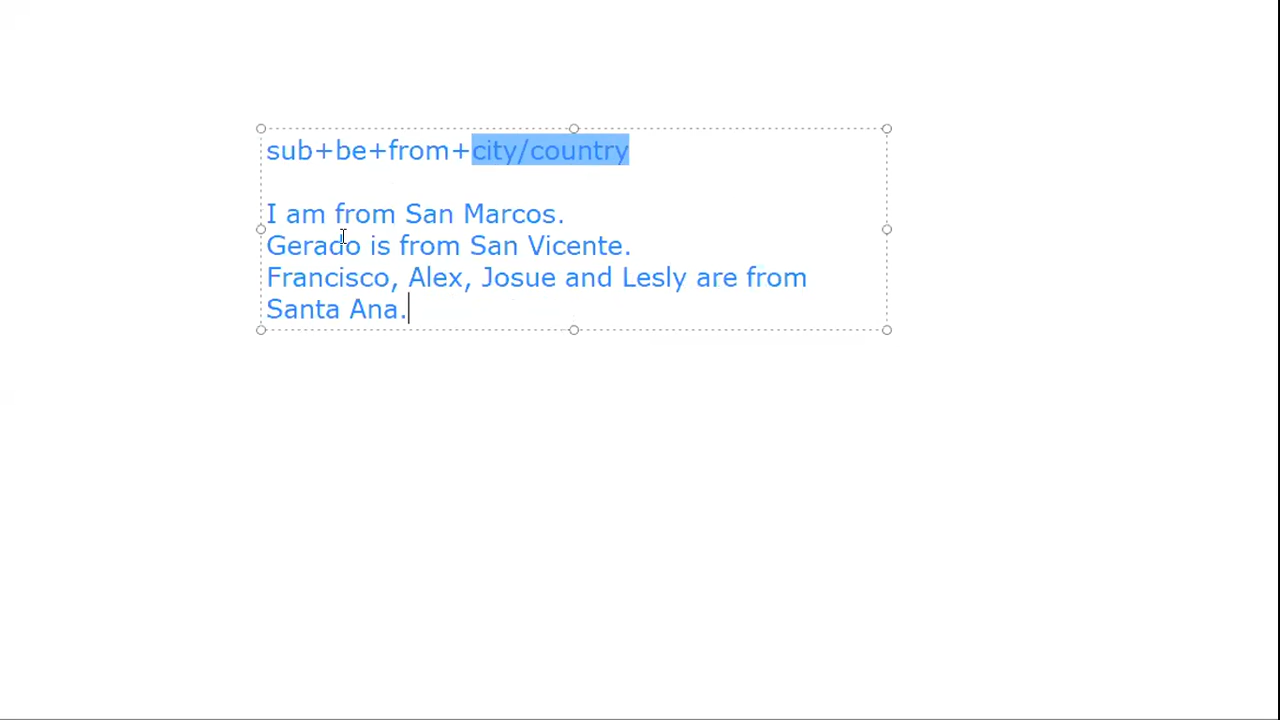 sub+be+from+city/country
I am from San Marcos.
Gerado is from San Vicente.
Francisco, Alex, Josue and Lesly are from
Santa Ana.